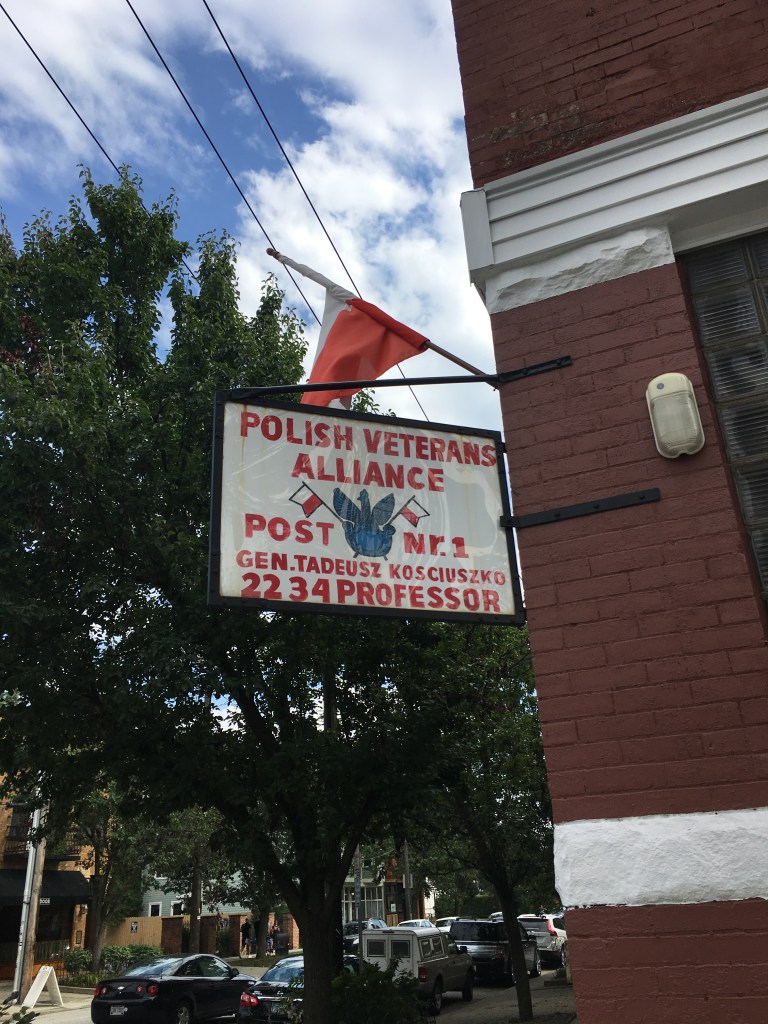 POLISH VETERANS
ALLIANCE
POST Nr. 1
GEN. TADEUSZ KOSCIUSZKO
2234 PROFESSOR